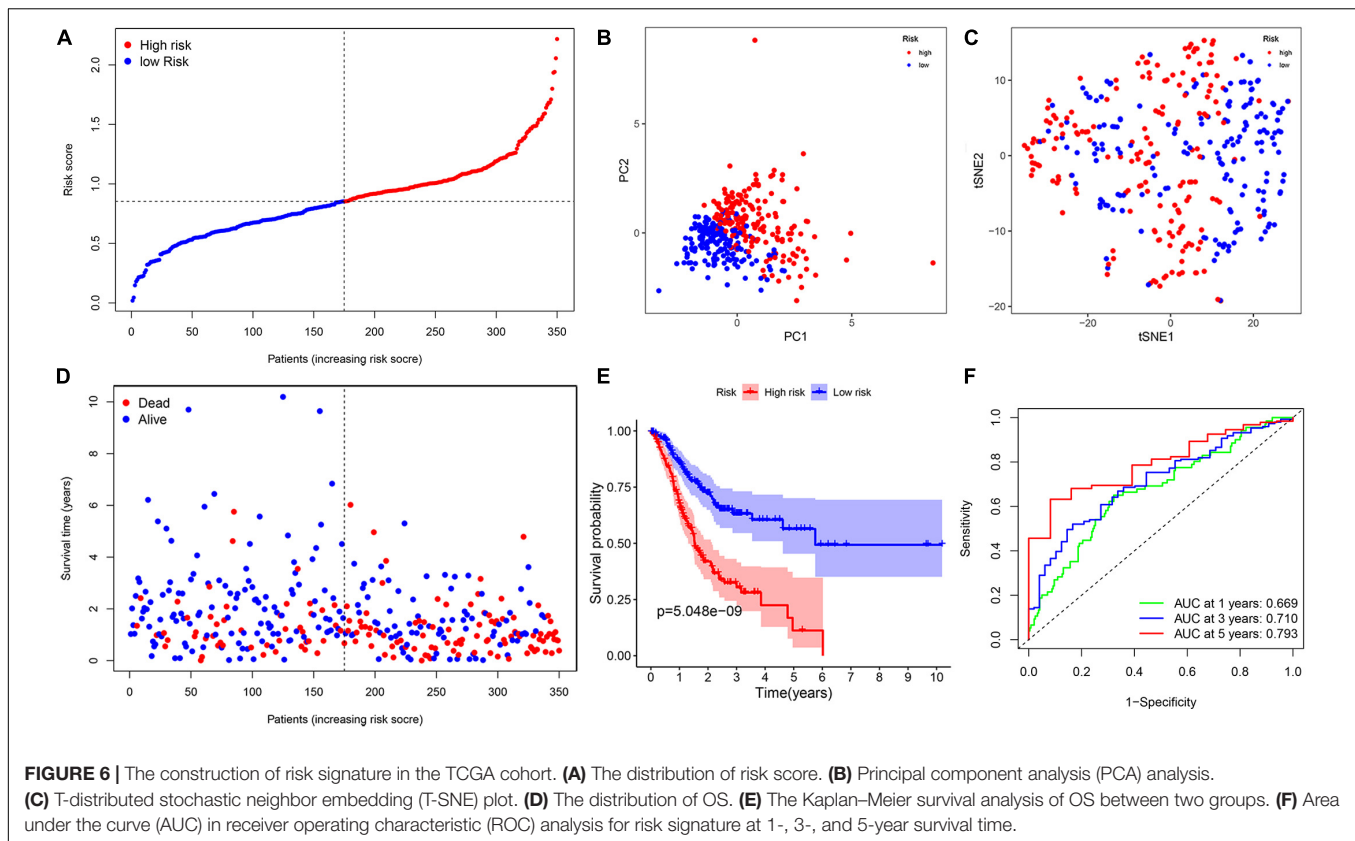 A
High risk
low Risk
Risk score
2.0
1.5
1.0
0.5
0.0
0
50
100
150
200
250
300
350
Patients (increasing risk socre)
B
Risk
high
low
PC2
5
0
0
5
PC1
C
Risk
high
low
tSNE2
10
0
−10
−20
−20
0
20
tSNE1
D
Dead
Alive
Survival time (years)
10
8
6
4
2
0
0
50
100
150
200
250
300
350
Patients (increasing risk socre)
E
Risk High risk Low risk
Survival probability
1.00
0.75
0.50
0.25
0.00
p=5.048e−09
0 1 2 3 4 5 6 7 8 9 10
Time(years)
F
Sensitivity
1.0
0.8
0.6
0.4
0.2
0.0
AUC at 1 years: 0.669
AUC at 3 years: 0.710
AUC at 5 years: 0.793
0.0 0.2 0.4 0.6 0.8 1.0
1−Specificity
FIGURE 6 | The construction of risk signature in the TCGA cohort. (A) The distribution of risk score. (B) Principal component analysis (PCA) analysis.
(C) T-distributed stochastic neighbor embedding (T-SNE) plot. (D) The distribution of OS. (E) The Kaplan–Meier survival analysis of OS between two groups. (F) Area
under the curve (AUC) in receiver operating characteristic (ROC) analysis for risk signature at 1-, 3-, and 5-year survival time.